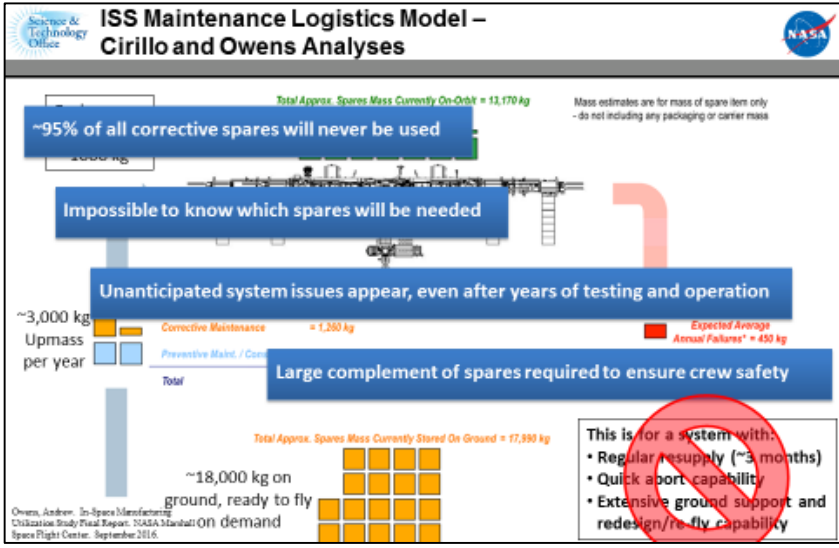 Science &
Technology
Office
ISS Maintenance Logistics Model –
Cirillo and Owens Analyses
NASA
Total Approx. Spares Mass Currently On-Orbit = 13,170 kg
Mass estimates are for mass of spare item only
- do not including any packaging or carrier mass
~95% of all corrective spares will never be used
Impossible to know which spares will be needed
Unanticipated system issues appear, even after years of testing and operation
~3,000 kg
Upmass
per year
Corrective Maintenance = 1,260 kg
Preventive Maint. / Cons
Total
Expected Average
Annual Failures* = 450 kg
Large complement of spares required to ensure crew safety
Total Approx. Spares Mass Currently Stored On Ground = 17,990 kg
~18,000 kg on
ground, ready to fly
on demand
This is for a system with:
• Regular resupply (~3 months)
• Quick abort capability
• Extensive ground support and
redesign/re-fly capability
Owens, Andrew. In-Space Manufacturing
Utilization Study Final Report. NASA Marshall
Space Flight Center. September 2016.